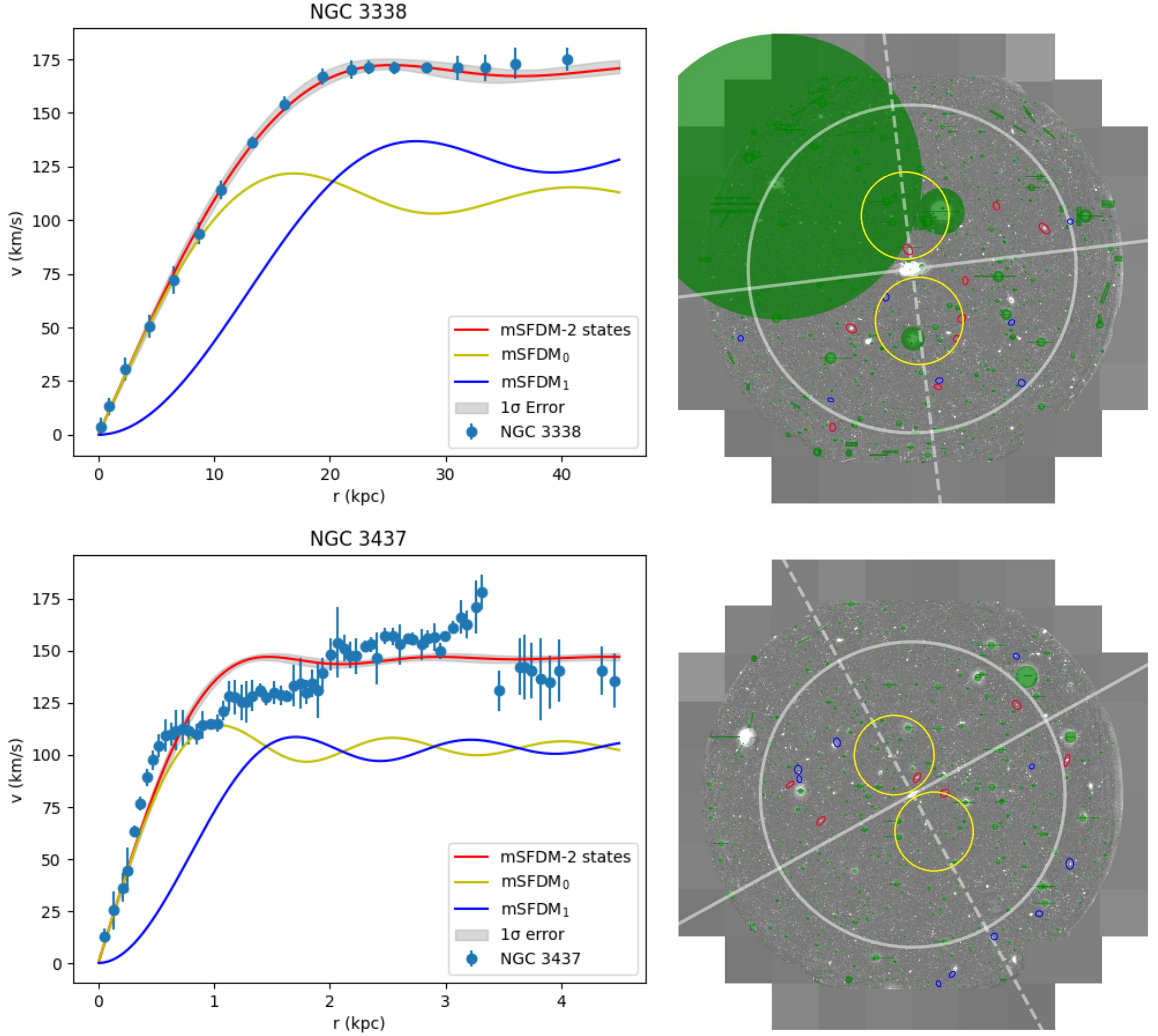 NGC 3338
v (km/s)
175
150
125
100
75
50
25
0
mSFDM-2 states
mSFDM₀
mSFDM₁
1σ Error
NGC 3338
0 10 20 30 40
r (kpc)
NGC 3437
v (km/s)
175
150
125
100
75
50
25
0
mSFDM-2 states
mSFDM₀
mSFDM₁
1σ error
NGC 3437
0 1 2 3 4
r (kpc)